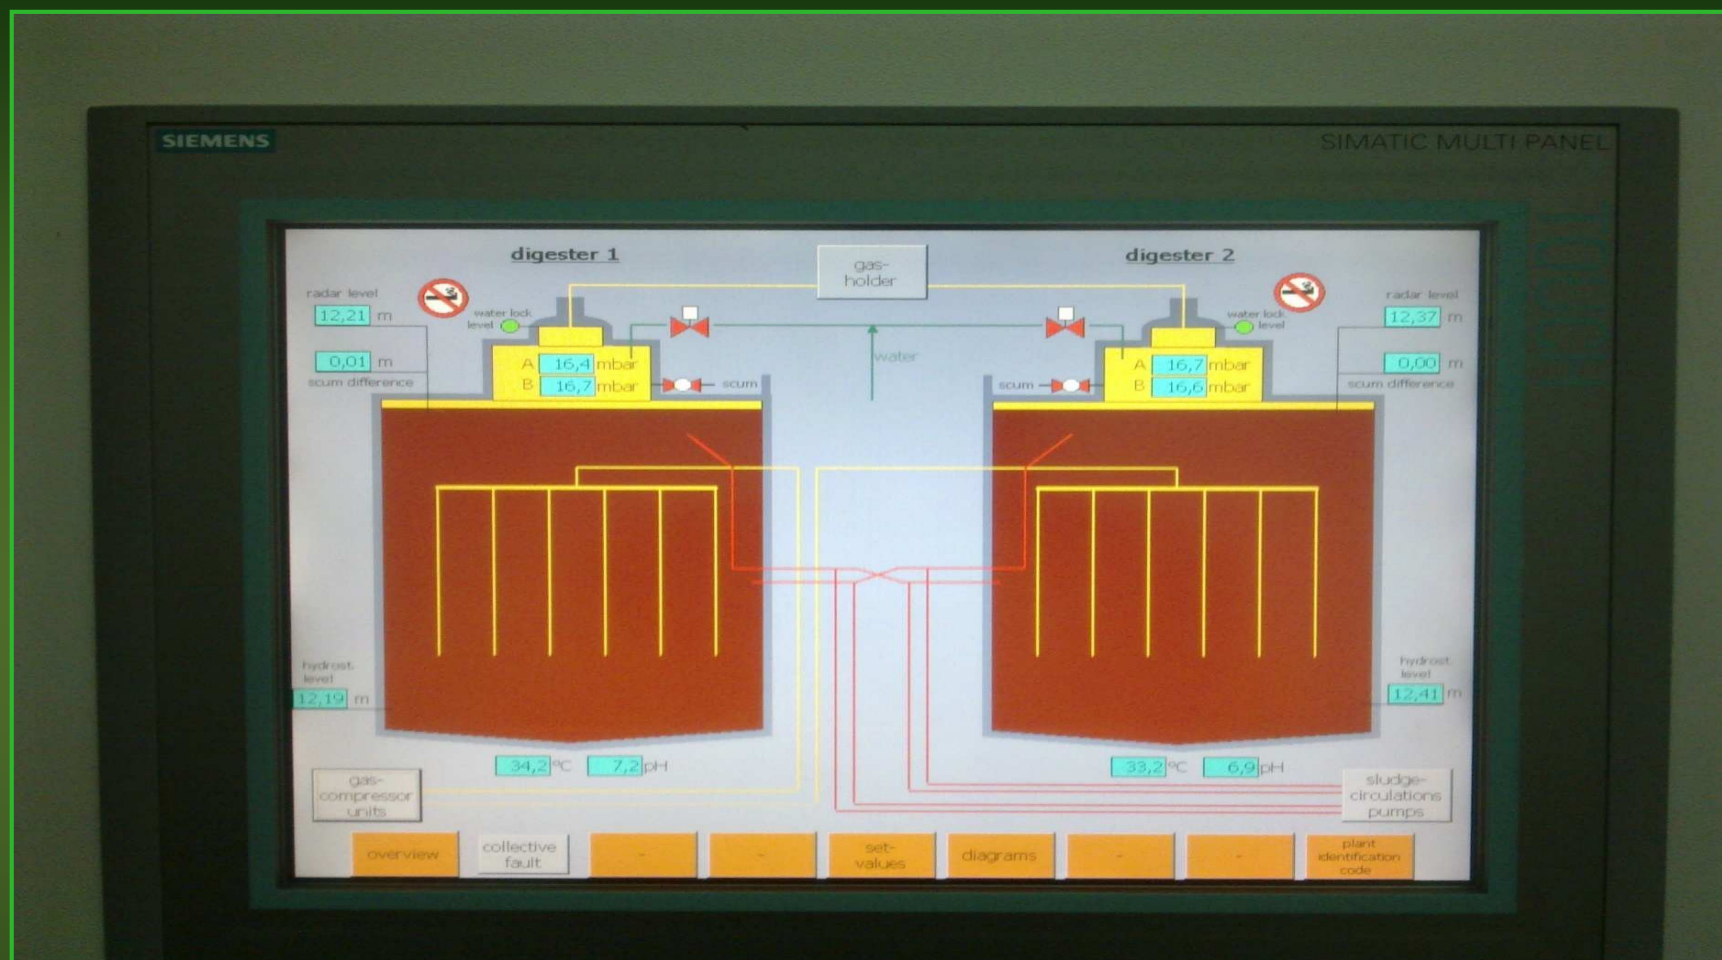 SIEMENS
SIMATIC MULTI PANEL
TOUCH
digester 1
gas-
holder
digester 2
radar level
12,21 m
0,01 m
scum difference
water lock
level
A 16,4 mbar
B 16,7 mbar
scum
water
radar level
12,37 m
0,00 m
scum difference
water lock
level
A 16,7 mbar
B 16,6 mbar
scum
hydrost.
level
12,19 m
hydrost.
level
12,41 m
34,2 °C 7,2 pH
33,2 °C 6,9 pH
gas-
compressor
units
sludge-
circulations
pumps
overview
collective
fault
-
-
set-
values
diagrams
-
-
plant
identification
code